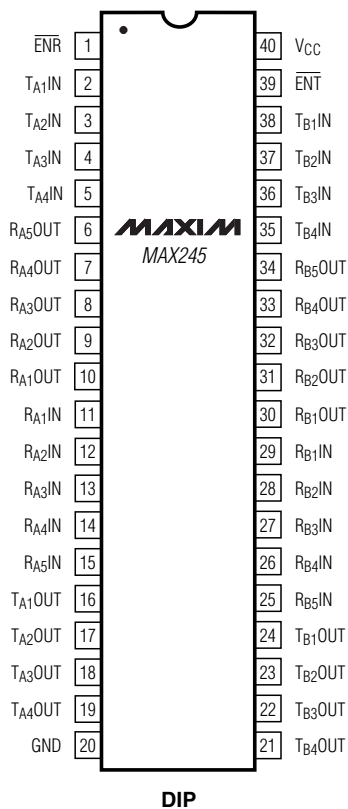 ENR 1 40 VCC
TA1IN 2 39 ENT
TA2IN 3 38 TB1IN
TA3IN 4 37 TB2IN
TA4IN 5 36 TB3IN
RA5OUT 6 MAXIM 35 TB4IN
RA4OUT 7 MAX245 34 RB5OUT
RA3OUT 8 33 RB4OUT
RA2OUT 9 32 RB3OUT
RA1OUT 10 31 RB2OUT
RA1IN 11 30 RB1OUT
RA2IN 12 29 RB1IN
RA3IN 13 28 RB2IN
RA4IN 14 27 RB3IN
RA5IN 15 26 RB4IN
TA1OUT 16 25 RB5IN
TA2OUT 17 24 TB1OUT
TA3OUT 18 23 TB2OUT
TA4OUT 19 22 TB3OUT
GND 20 21 TB4OUT
DIP